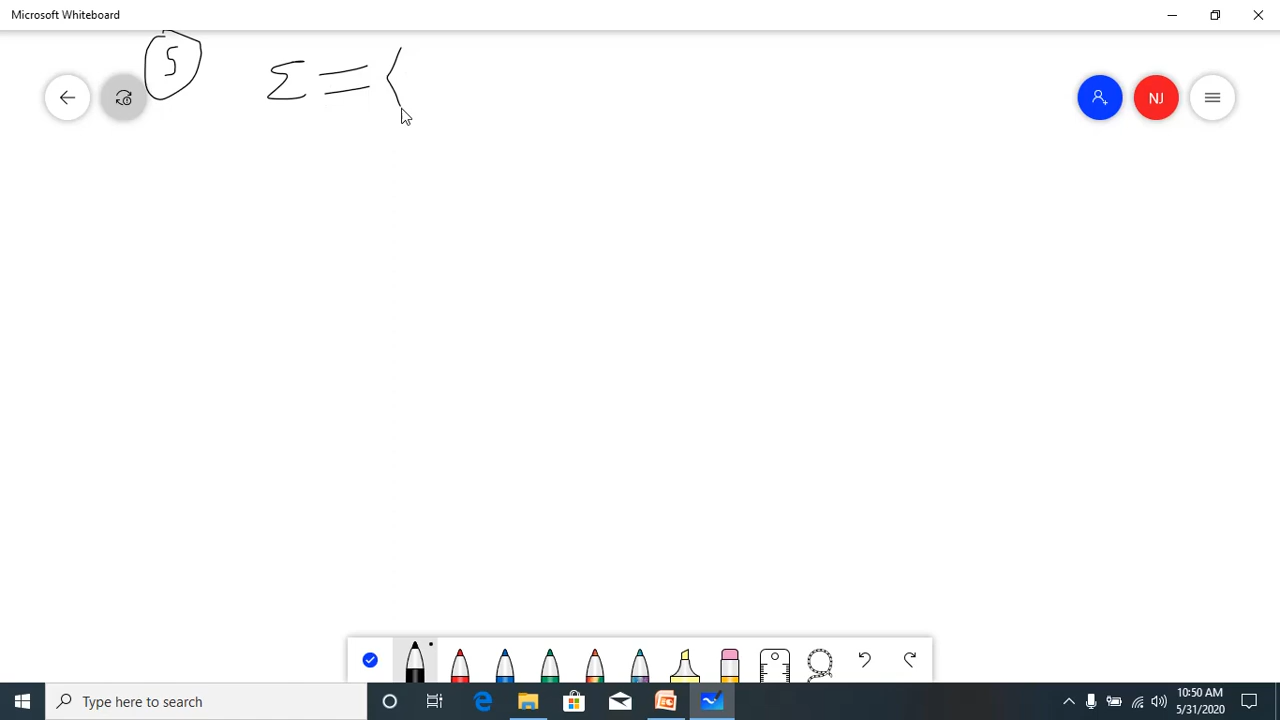 Microsoft Whiteboard
5 Σ = {
NJ
Type here to search
10:50 AM
5/31/2020